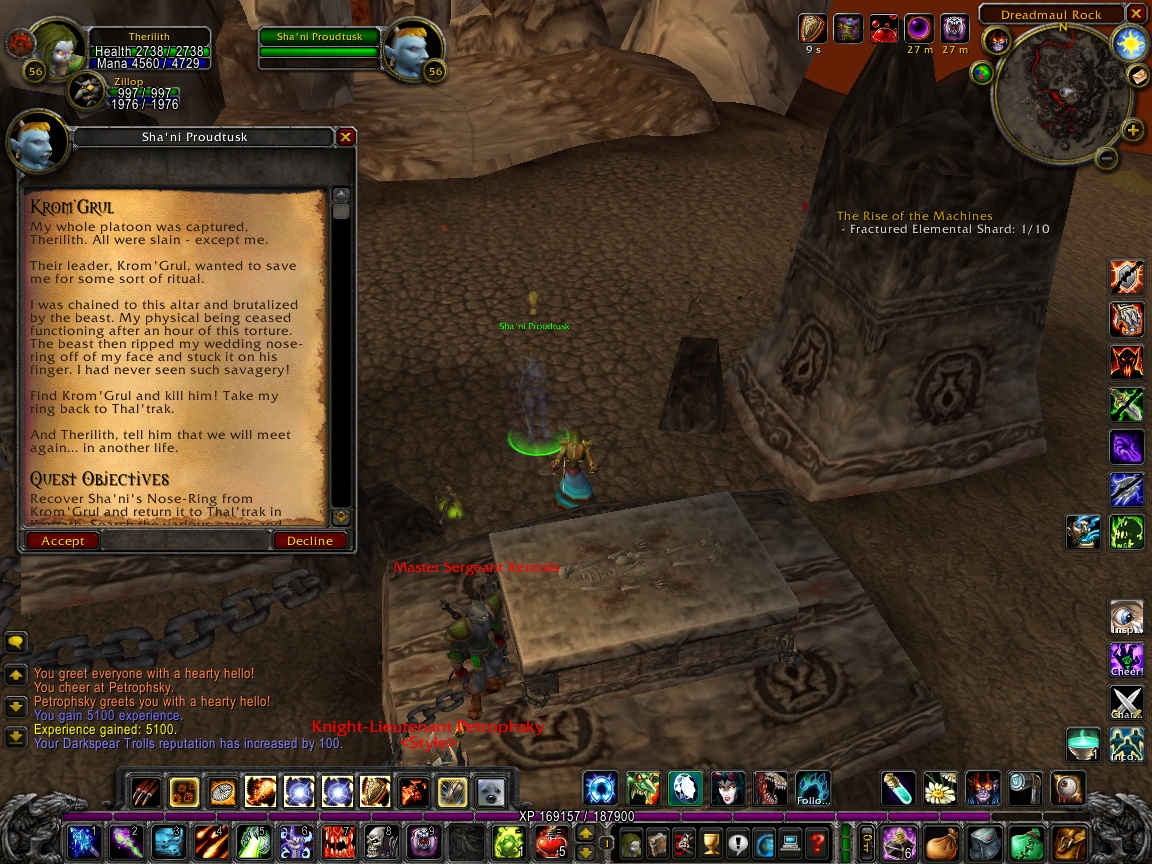 Therilith
Health 2738 / 2738
Mana 4560 / 4729
56
Zillop
997 / 997
1976 / 1976
Sha'ni Proudtusk
56
9 s
27 m
27 m
Dreadmaul Rock
N
Sha'ni Proudtusk
Krom'Grul
My whole platoon was captured,
Therilith. All were slain - except me.
Their leader, Krom'Grul, wanted to save
me for some sort of ritual.
I was chained to this altar and brutalized
by the beast. My physical being ceased
functioning after an hour of this torture.
The beast then ripped my wedding nose-
ring off of my face and stuck it on his
finger. I had never seen such savagery!
Find Krom'Grul and kill him! Take my
ring back to Thal'trak.
And Therilith, tell him that we will meet
again... in another life.
Quest Objectives
Recover Sha'ni's Nose-Ring from
Krom'Grul and return it to Thal'trak in
Accept
Decline
The Rise of the Machines
- Fractured Elemental Shard: 1/10
Sha'ni Proudtusk
Master Sergeant Xenosis
Knight-Lieutenant Petrophsky
<Style>
You greet everyone with a hearty hello!
You cheer at Petrophsky.
Petrophsky greets you with a hearty hello!
You gain 5100 experience.
Experience gained: 5100.
Your Darkspear Trolls reputation has increased by 100.
Insp
Cheer!
Char..
Follo...
XP 169157 / 187900